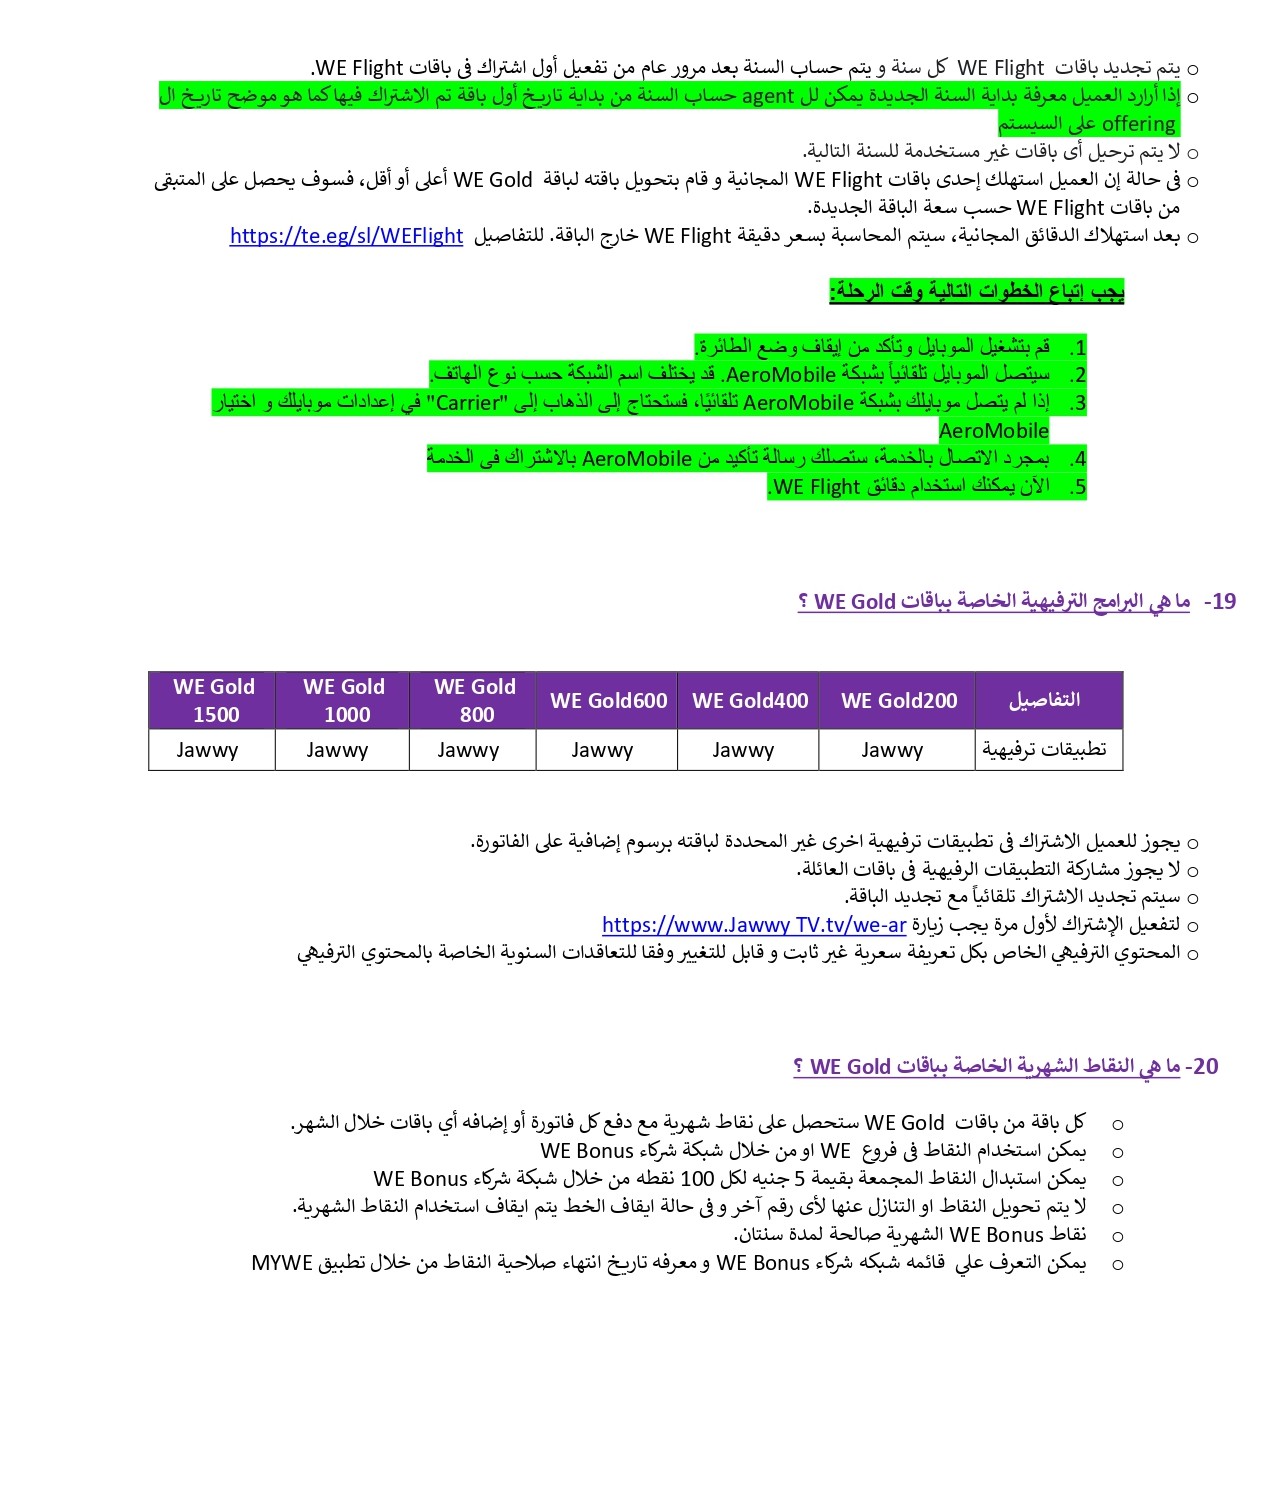 o يتم تجديد باقات WE Flight كل سنة و يتم حساب السنة بعد مرور عام من تفعيل أول اشتراك فى باقات WE Flight.
o إذا أرارد العميل معرفة بداية السنة الجديدة يمكن لل agent حساب السنة من بداية تاريخ أول باقة تم الاشتراك فيها كما هو موضح تاريخ ال
offering على السيستم
o لا يتم ترحيل أى باقات غير مستخدمة للسنة التالية.
o فى حالة إن العميل استهلك إحدى باقات WE Flight المجانية و قام بتحويل باقته لباقة WE Gold أعلى أو أقل، فسوف يحصل على المتبقى
من باقات WE Flight حسب سعة الباقة الجديدة.
o بعد استهلاك الدقائق المجانية، سيتم المحاسبة بسعر دقيقة WE Flight خارج الباقة. للتفاصيل https://te.eg/sl/WEFlight
يجب إتباع الخطوات التالية وقت الرحلة:
1. قم بتشغيل الموبايل وتأكد من إيقاف وضع الطائرة.
2. سيتصل الموبايل تلقائياً بشبكة AeroMobile. قد يختلف اسم الشبكة حسب نوع الهاتف.
3. إذا لم يتصل موبايلك بشبكة AeroMobile تلقائيًا، فستحتاج إلى الذهاب إلى "Carrier" في إعدادات موبايلك و اختيار
AeroMobile
4. بمجرد الاتصال بالخدمة، ستصلك رسالة تأكيد من AeroMobile بالاشتراك فى الخدمة
5. الآن يمكنك استخدام دقائق WE Flight.
19- ما هي البرامج الترفيهية الخاصة بباقات WE Gold ؟
التفاصيل WE Gold200 WE Gold400 WE Gold600 WE Gold 800 WE Gold 1000 WE Gold 1500
تطبيقات ترفيهية Jawwy Jawwy Jawwy Jawwy Jawwy Jawwy
o يجوز للعميل الاشتراك فى تطبيقات ترفيهية اخرى غير المحددة لباقته برسوم إضافية على الفاتورة.
o لا يجوز مشاركة التطبيقات الرفيهية فى باقات العائلة.
o سيتم تجديد الاشتراك تلقائياً مع تجديد الباقة.
o لتفعيل الإشتراك لأول مرة يجب زيارة https://www.Jawwy TV.tv/we-ar
o المحتوي الترفيهي الخاص بكل تعريفة سعرية غير ثابت و قابل للتغيير وفقا للتعاقدات السنوية الخاصة بالمحتوي الترفيهي
20- ما هي النقاط الشهرية الخاصة بباقات WE Gold ؟
o كل باقة من باقات WE Gold ستحصل على نقاط شهرية مع دفع كل فاتورة أو إضافه أي باقات خلال الشهر.
o يمكن استخدام النقاط فى فروع WE او من خلال شبكة شركاء WE Bonus
o يمكن استبدال النقاط المجمعة بقيمة 5 جنيه لكل 100 نقطه من خلال شبكة شركاء WE Bonus
o لا يتم تحويل النقاط او التنازل عنها لأى رقم آخر و فى حالة ايقاف الخط يتم ايقاف استخدام النقاط الشهرية.
o نقاط WE Bonus الشهرية صالحة لمدة سنتان.
o يمكن التعرف علي قائمه شبكه شركاء WE Bonus و معرفه تاريخ انتهاء صلاحية النقاط من خلال تطبيق MYWE